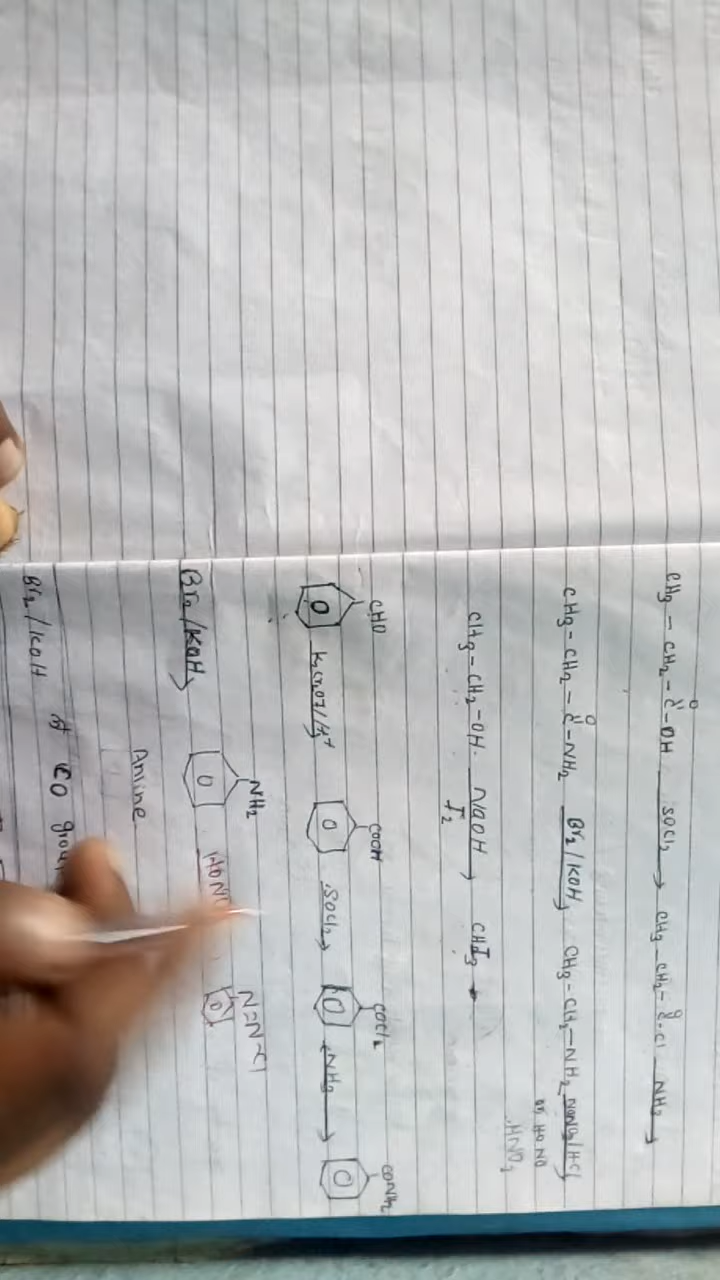 CH3 - CH2 - C - OH SOCl2 → CH3 - CH2 - C - Cl NH3 →
O O
CH3 - CH2 - C - NH2 Br2/KOH → CH3 - CH2 - NH2 NaNO2/HCl →
O
or HONO
HNO3
CH3 - CH2 - OH NaOH → CHI3
I2
CHO COOH COCl2 CONH2
K2Cr2O7/H+ SOCl2 → NH3 →
Br2/KOH → NH2 HONO N=N-Cl
Amine
Br2/KOH CO group